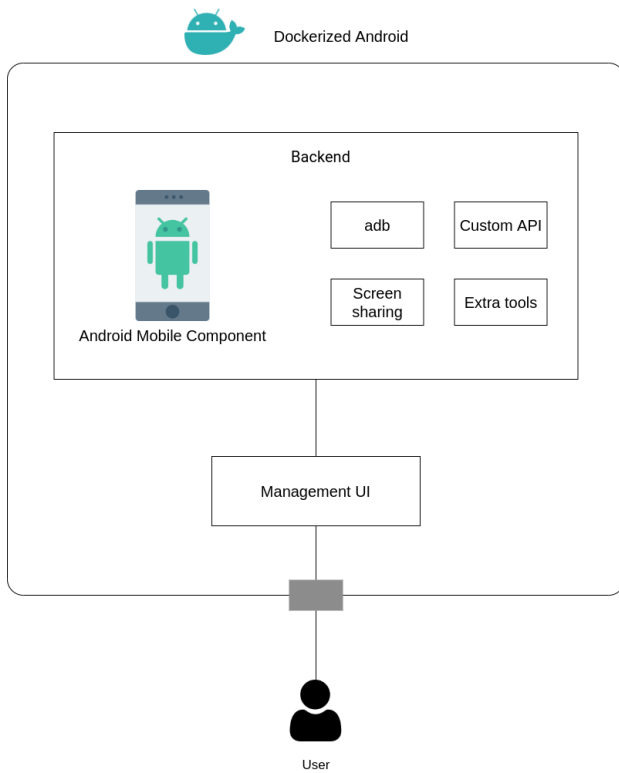 Dockerized Android
Backend
adb
Custom API
Screen
sharing
Extra tools
Android Mobile Component
Management UI
User